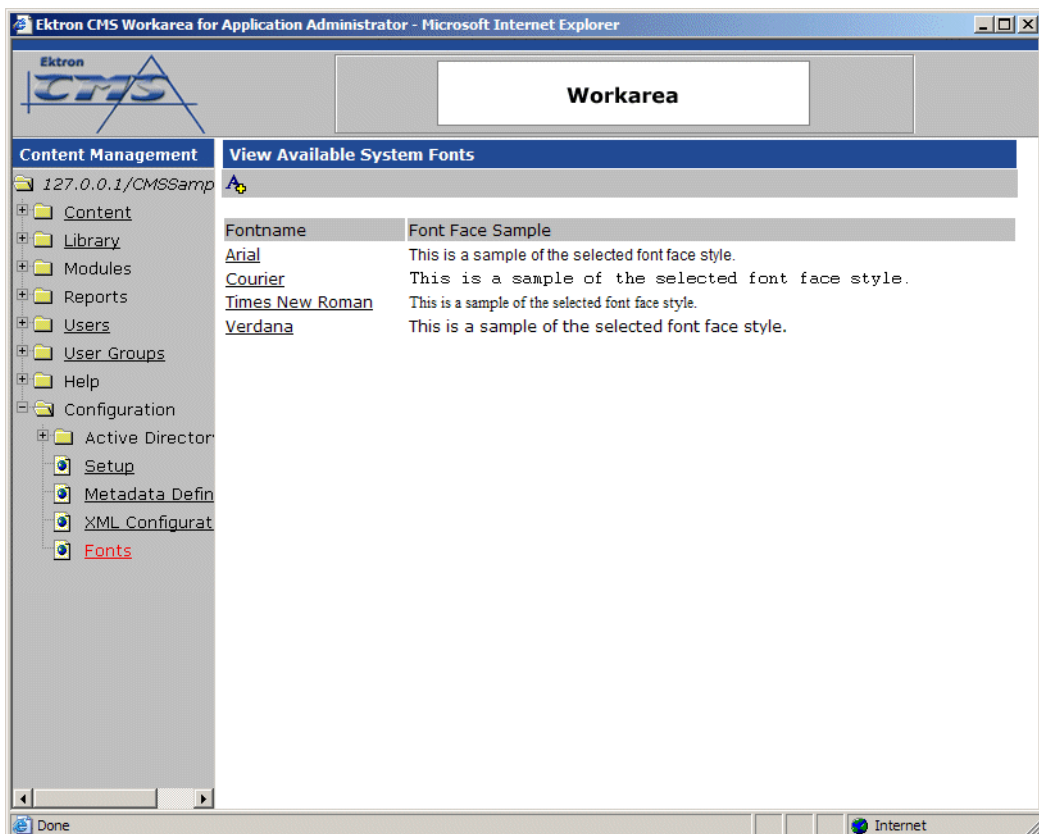 Ektron CMS Workarea for Application Administrator - Microsoft Internet Explorer
Ektron
CMS
Workarea
Content Management
View Available System Fonts
127.0.0.1/CMSSamp
Content
Library
Modules
Reports
Users
User Groups
Help
Configuration
Active Director
Setup
Metadata Defin
XML Configurat
Fonts
Fontname Font Face Sample
Arial This is a sample of the selected font face style.
Courier This is a sample of the selected font face style.
Times New Roman This is a sample of the selected font face style.
Verdana This is a sample of the selected font face style.
Done
Internet